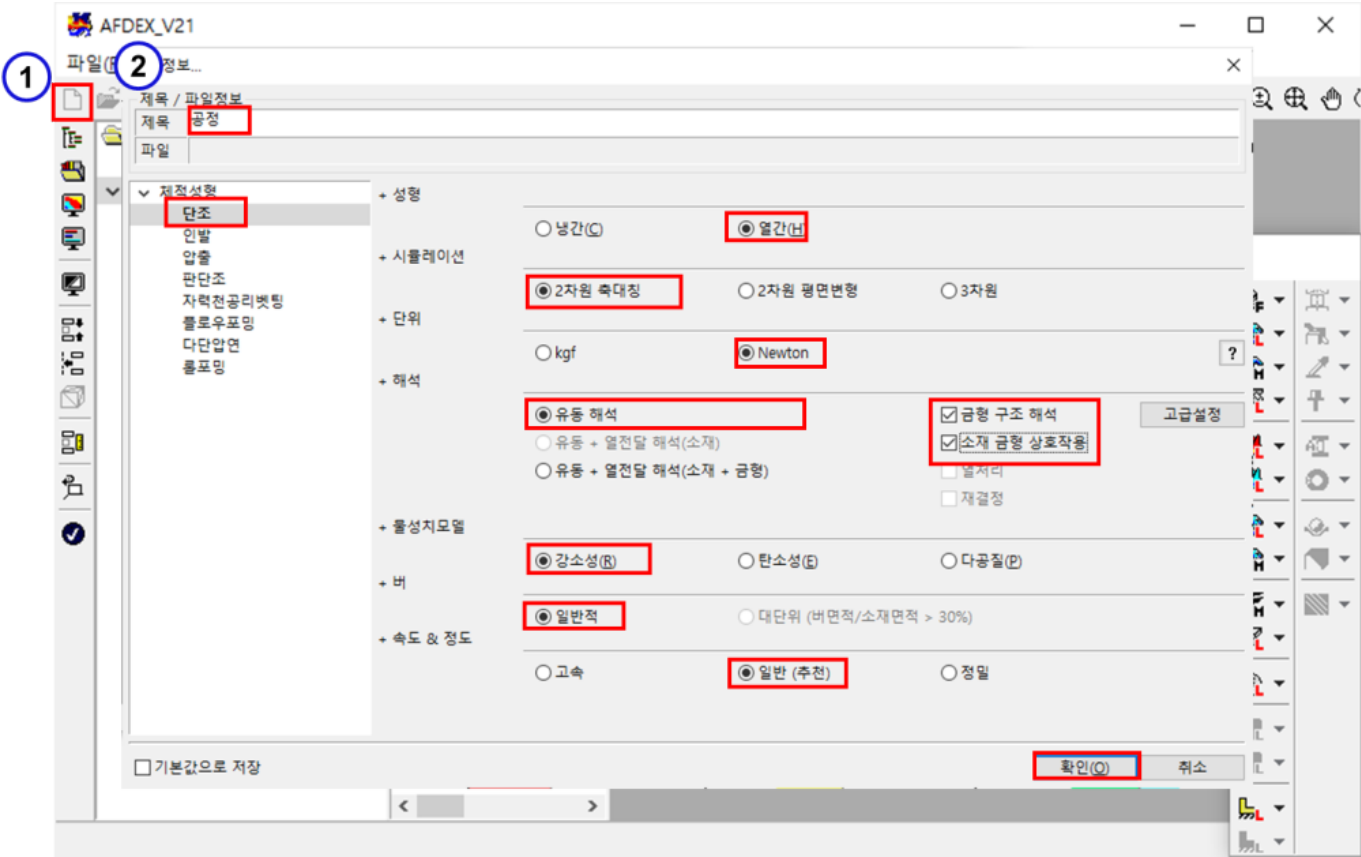 AFDEX_V21
1
2
파일(F
정보...
제목 / 파일정보
제목 공정
파일
체적성형
단조
인발
압출
판단조
자력천공리벳팅
플로우포밍
다단압연
롤포밍
+ 성형
냉간(C) 열간(H)
+ 시뮬레이션
2차원 축대칭 2차원 평면변형 3차원
+ 단위
kgf Newton ?
+ 해석
유동 해석 금형 구조 해석 고급설정
유동 + 열전달 해석(소재) 소재 금형 상호작용
유동 + 열전달 해석(소재 + 금형) 열처리
재결정
+ 물성치모델
강소성(R) 탄소성(E) 다공질(P)
+ 버
일반적 대단위 (버면적/소재면적 > 30%)
+ 속도 & 정도
고속 일반 (추천) 정밀
기본값으로 저장 확인(O) 취소